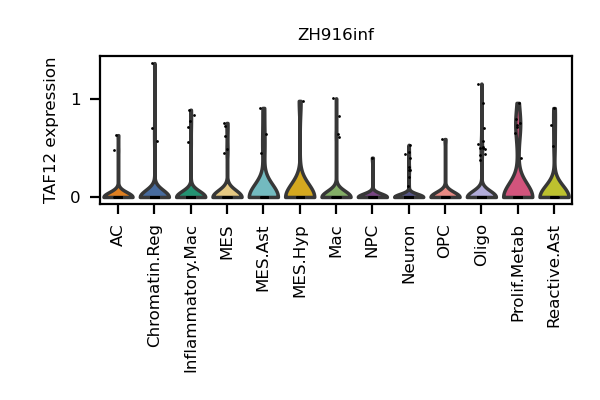 ZH916inf
TAF12 expression
1
0
AC
Chromatin.Reg
Inflammatory.Mac
MES
MES.Ast
MES.Hyp
Mac
NPC
Neuron
OPC
Oligo
Prolif.Metab
Reactive.Ast